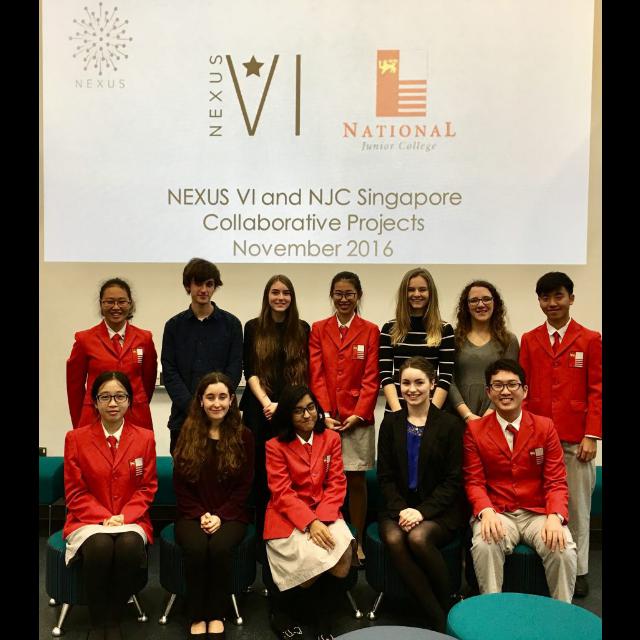 NEXUS
NEXUS VI
NATIONAL
Junior College
NEXUS VI and NJC Singapore
Collaborative Projects
November 2016